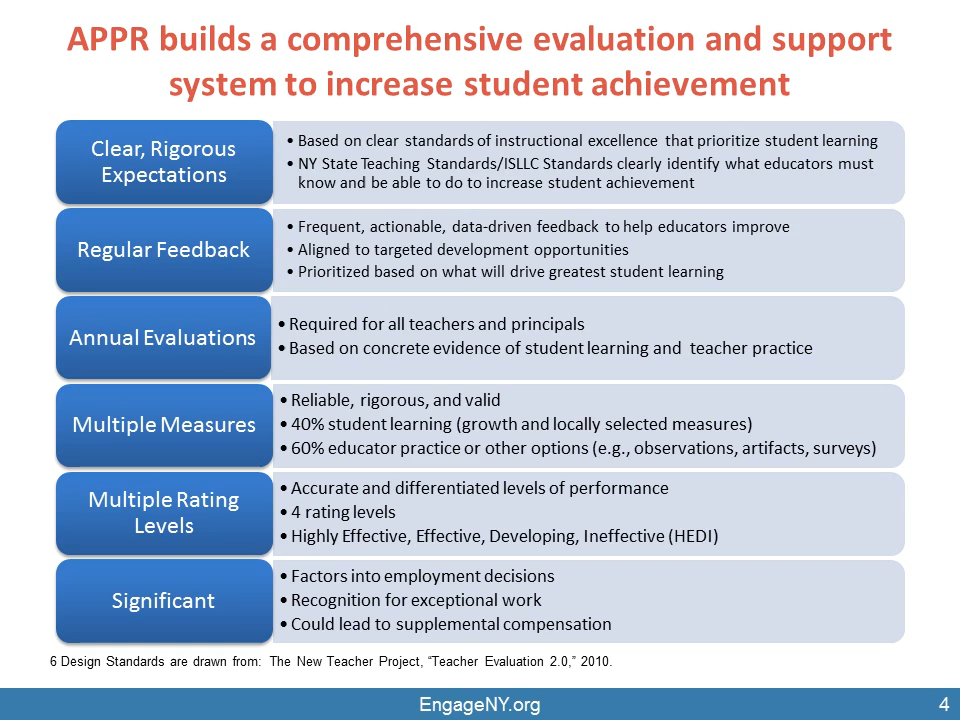 APPR builds a comprehensive evaluation and support
system to increase student achievement
Clear, Rigorous
Expectations
• Based on clear standards of instructional excellence that prioritize student learning
• NY State Teaching Standards/ISLLC Standards clearly identify what educators must
know and be able to do to increase student achievement
Regular Feedback
• Frequent, actionable, data-driven feedback to help educators improve
• Aligned to targeted development opportunities
• Prioritized based on what will drive greatest student learning
Annual Evaluations
• Required for all teachers and principals
• Based on concrete evidence of student learning and teacher practice
Multiple Measures
• Reliable, rigorous, and valid
• 40% student learning (growth and locally selected measures)
• 60% educator practice or other options (e.g., observations, artifacts, surveys)
Multiple Rating
Levels
• Accurate and differentiated levels of performance
• 4 rating levels
• Highly Effective, Effective, Developing, Ineffective (HEDI)
Significant
• Factors into employment decisions
• Recognition for exceptional work
• Could lead to supplemental compensation
6 Design Standards are drawn from: The New Teacher Project, “Teacher Evaluation 2.0,” 2010.
EngageNY.org
4